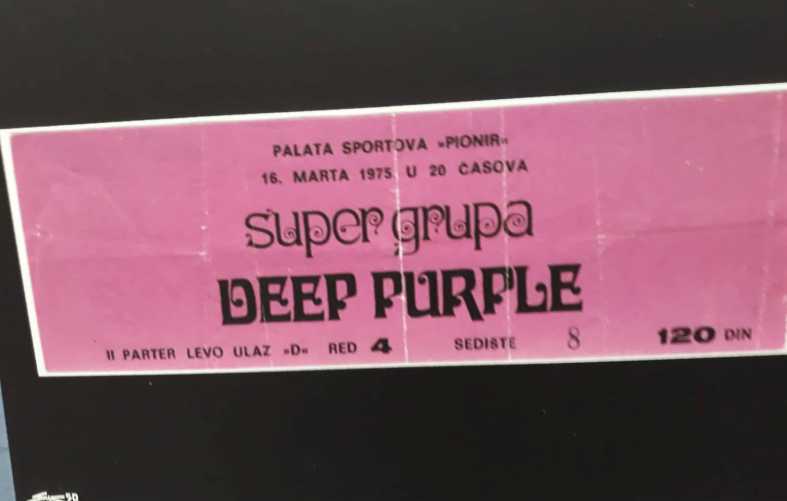 PALATA SPORTOVA »PIONIR«
16. MARTA 1975 U 20 ČASOVA
super grupa
DEEP PURPLE
II PARTER LEVO ULAZ »D« RED 4 SEDIŠTE 8 120 DIN
50